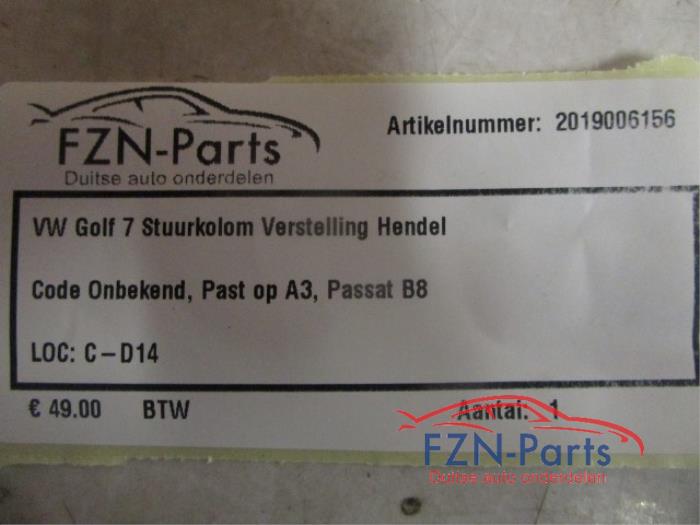 FZN-Parts
Duitse auto onderdelen
Artikelnummer: 2019006156
VW Golf 7 Stuurkolom Verstelling Hendel
Code Onbekend, Past op A3, Passat B8
LOC: C-D14
€ 49.00 BTW Aantal: 1
FZN-Parts
Duitse auto onderdelen